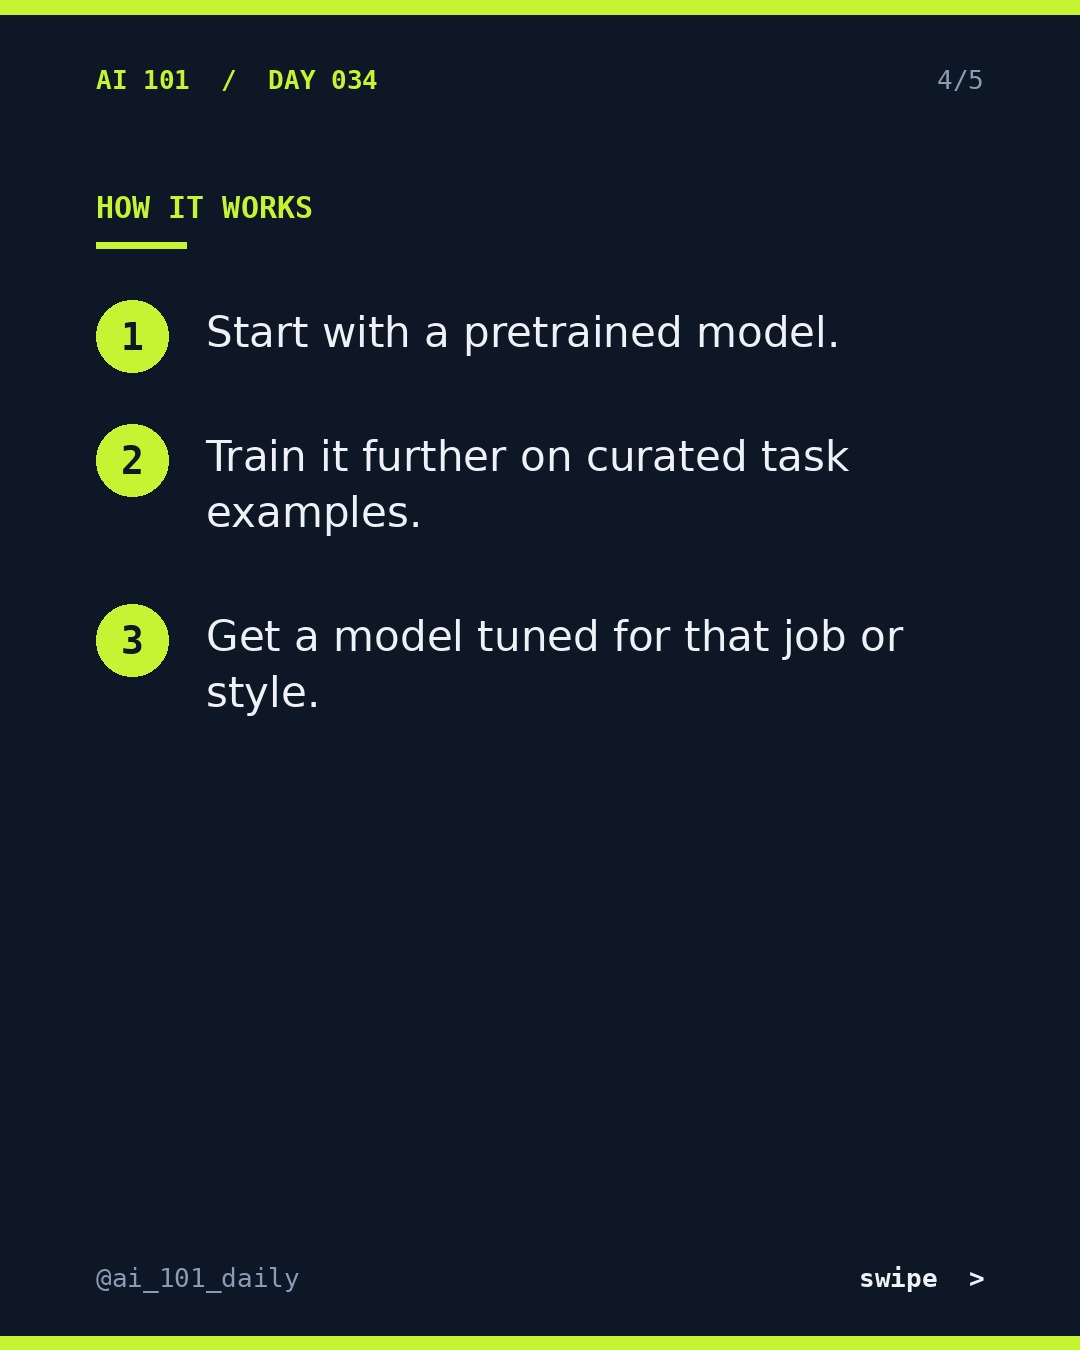 AI 101 / DAY 034
4/5
HOW IT WORKS
1 Start with a pretrained model.
2 Train it further on curated task
examples.
3 Get a model tuned for that job or
style.
@ai_101_daily
swipe >